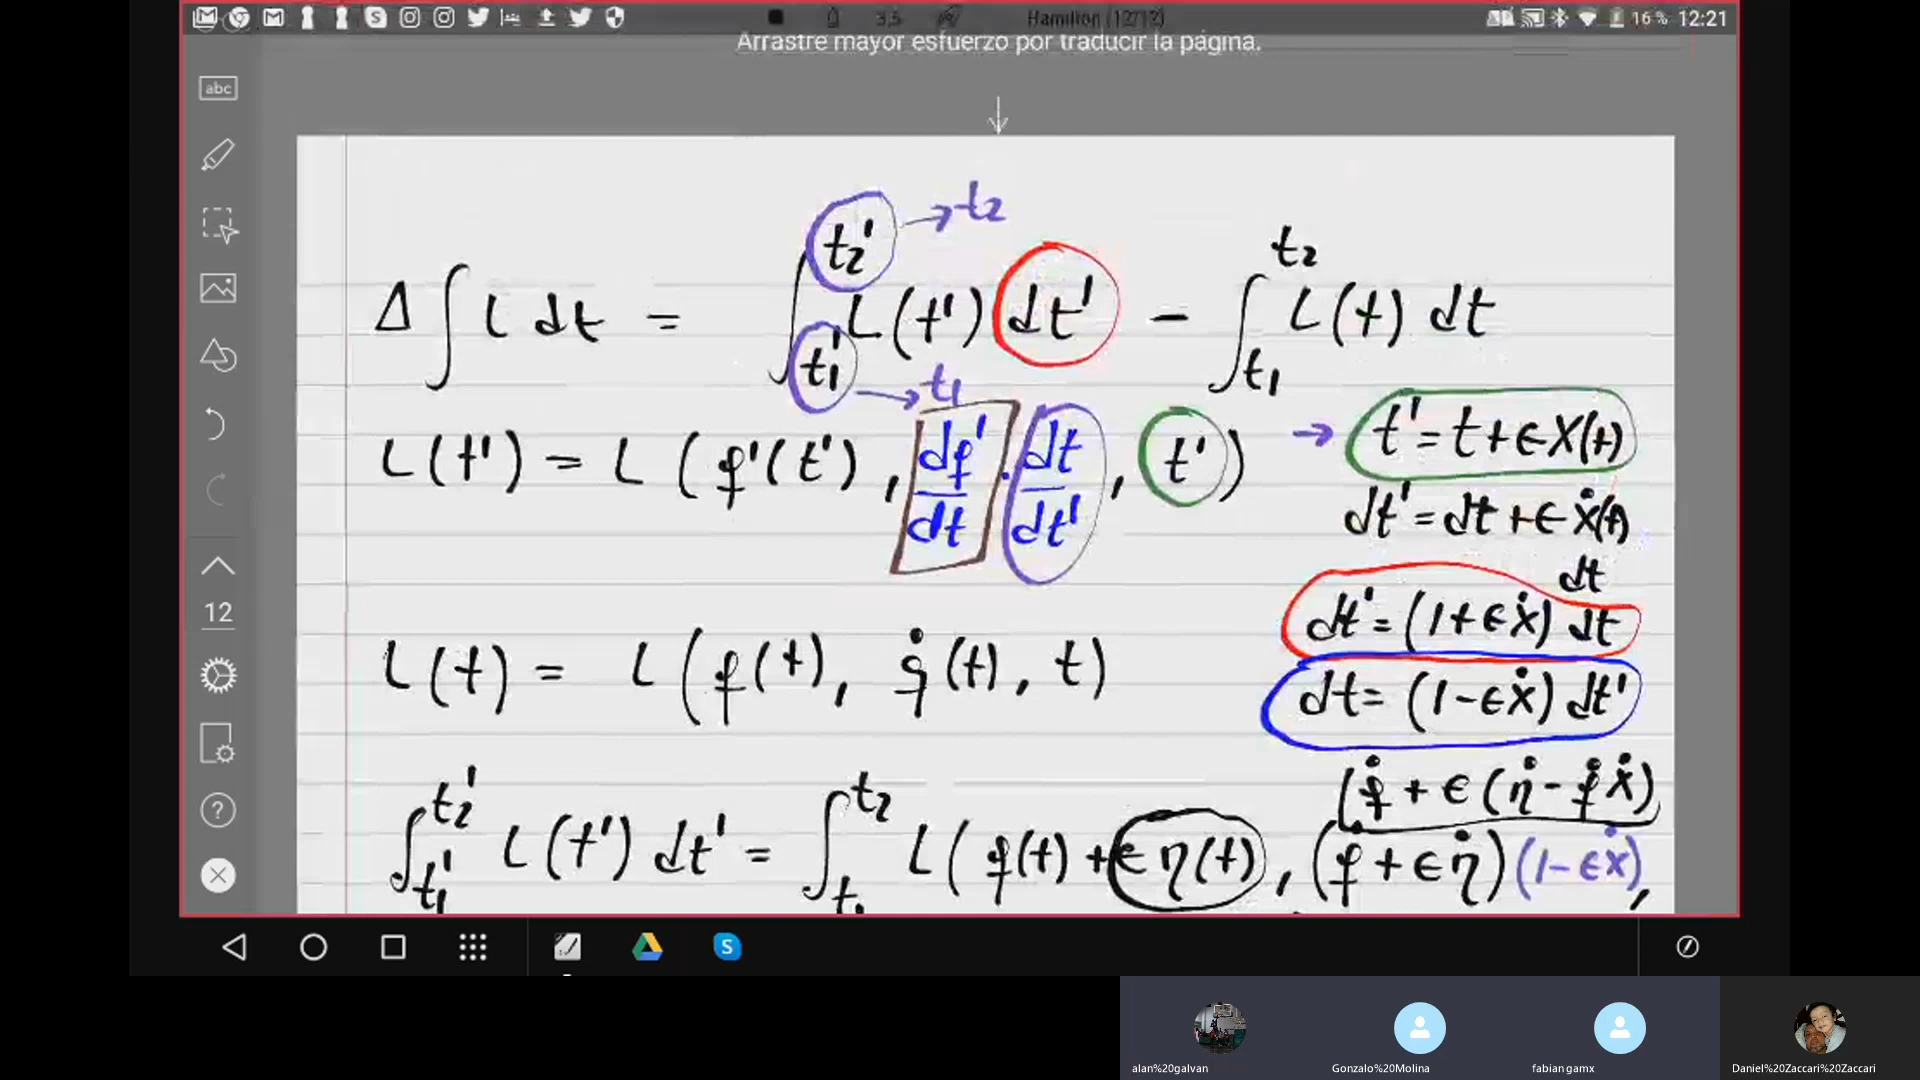 3.5 Hamilton (12/12) 16 % 12:21
Arrastre mayor esfuerzo por traducir la página.
abc
t₂' → t₂
Δ ∫ L dt = ∫ L(t') dt' − ∫ L(t) dt
t₂
t₁' → t₁
t₁
L(t') = L(q'(t'), dq'/dt · dt/dt', t') → t' = t + εX(t)
dt' = dt + εẊ(t)
dt
dt' = (1+εẋ) dt
12
L(t) = L(q(t), q̇(t), t)
dt = (1−εẋ) dt'
(q̇ + ε(η̇ − q̇ẋ)
∫ t₂' t₁' L(t') dt' = ∫ t₂ t₁ L(q(t) + εη(t), (q̇ + εη̇)(1−εẋ),
?
S
alan%20galvan
Gonzalo%20Molina
fabian gamx
Daniel%20Zaccari%20Zaccari